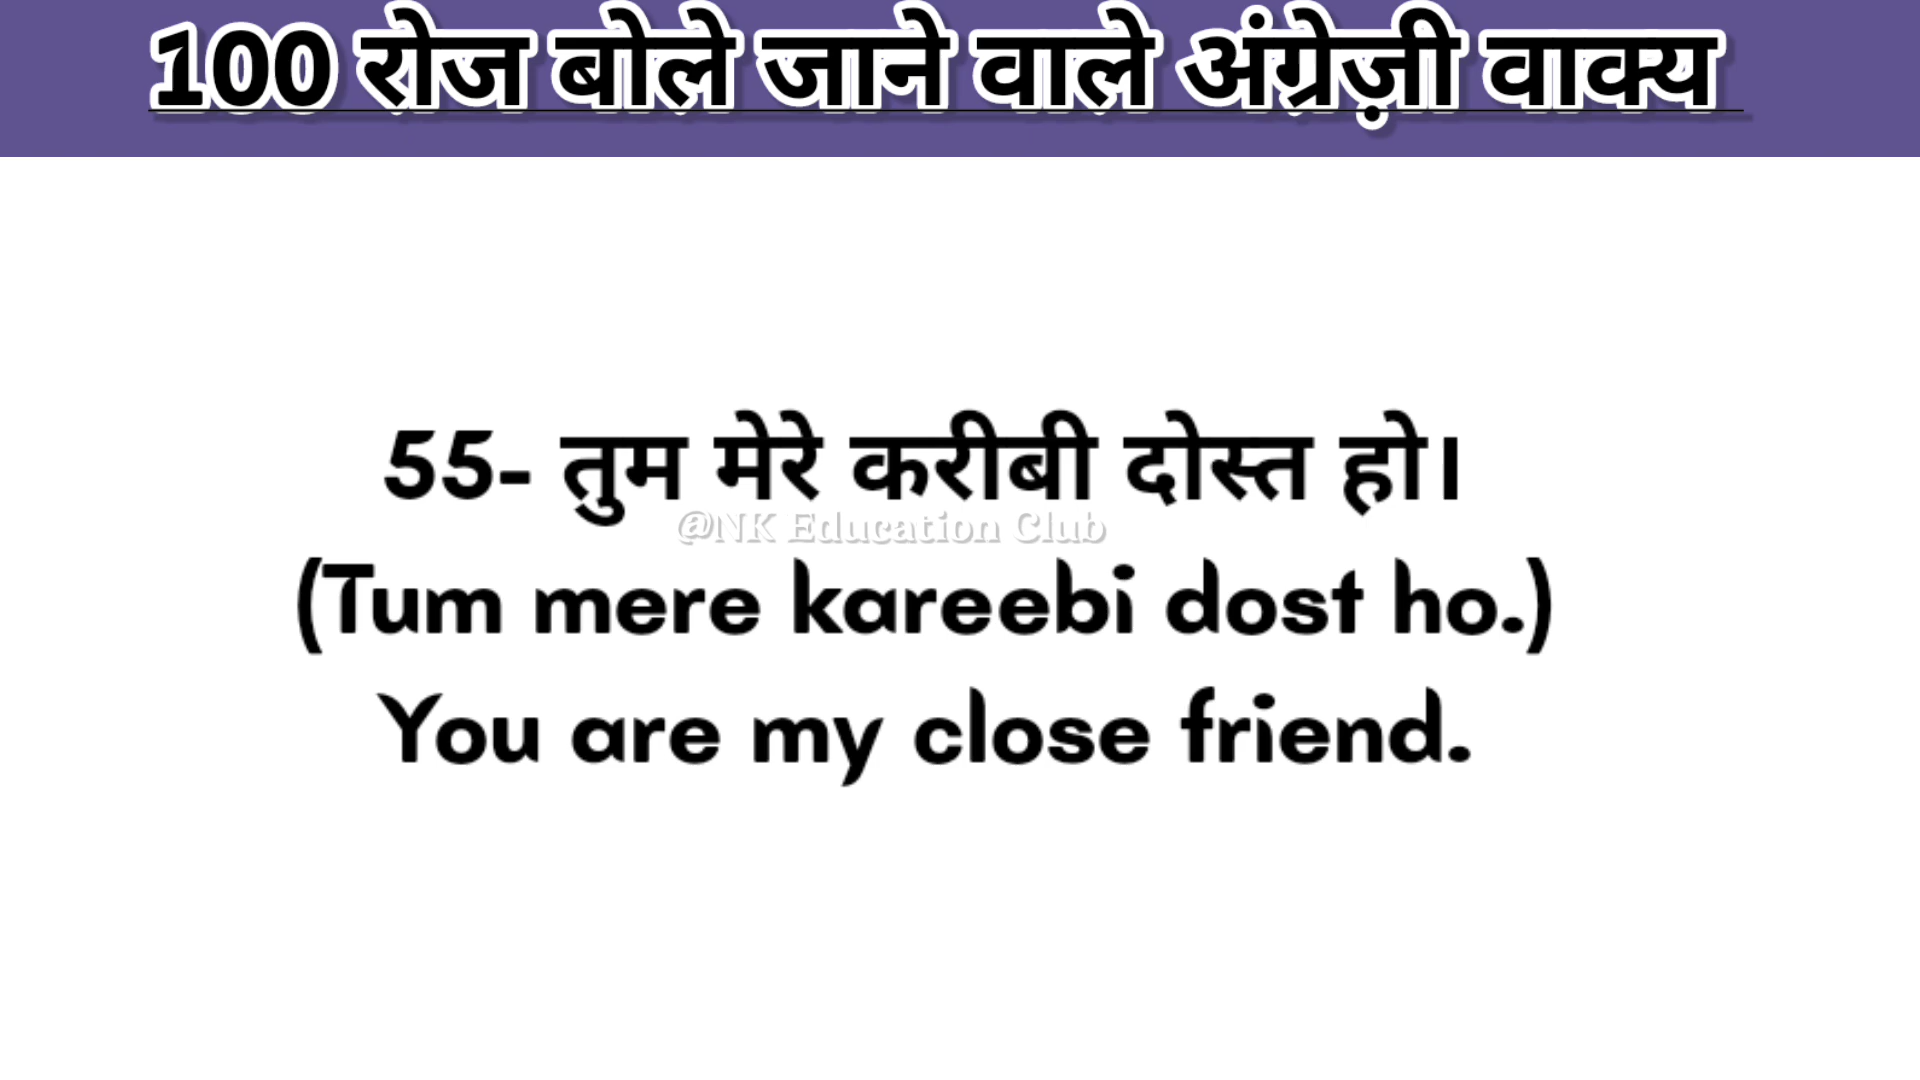 100 रोज बोले जाने वाले अंग्रेज़ी वाक्य
55- तुम मेरे करीबी दोस्त हो।
@NK Education Club
(Tum mere kareebi dost ho.)
You are my close friend.